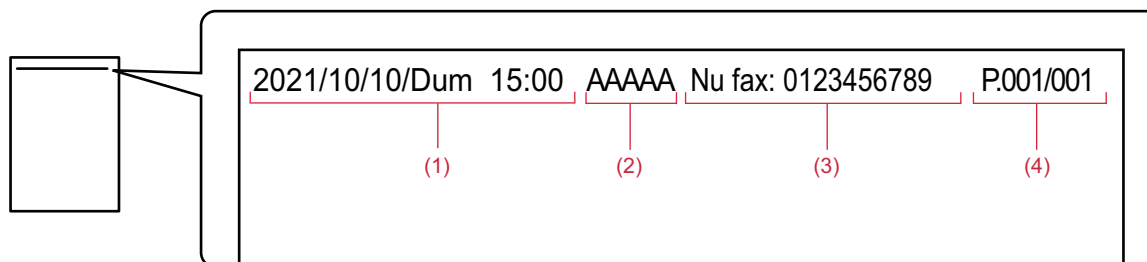 2021/10/10/Dum 15:00 AAAAA Nu fax: 0123456789 P.001/001
(1) (2) (3) (4)